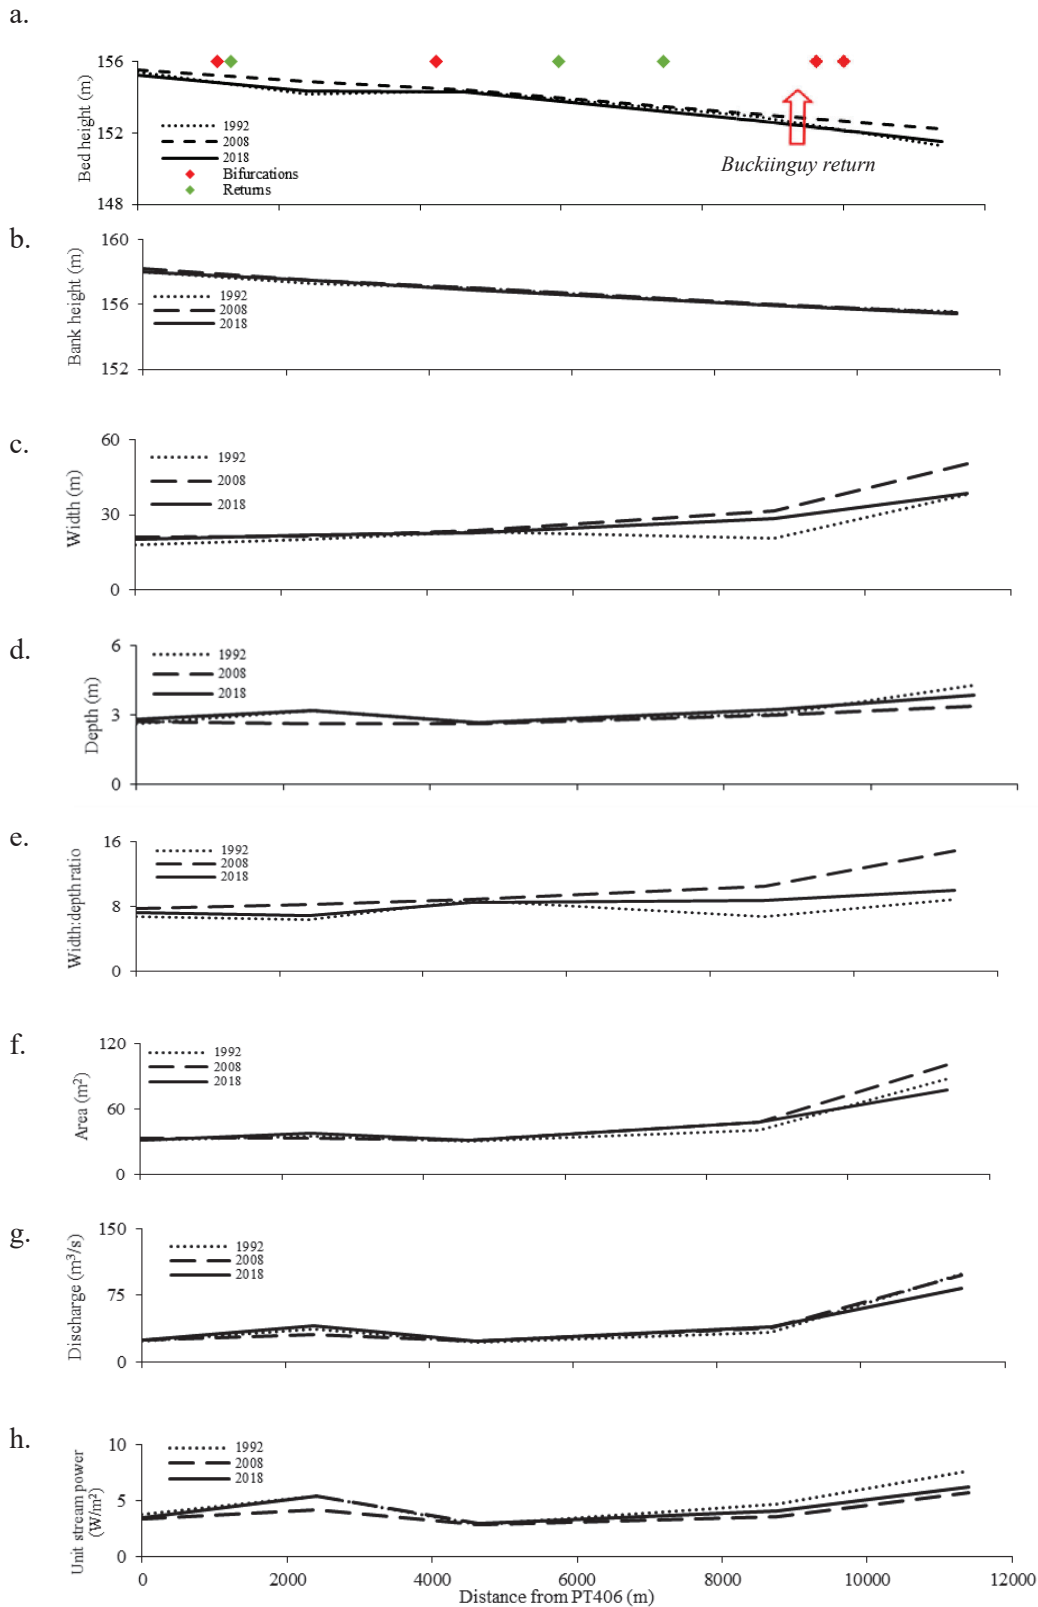 a.
156
152
148
Bed height (m)
1992
2008
2018
Bifurcations
Returns
Buckiinguy return
b.
160
156
152
Bank height (m)
1992
2008
2018
c.
60
30
0
Width (m)
1992
2008
2018
d.
6
3
0
Depth (m)
1992
2008
2018
e.
16
8
0
Width:depth ratio
1992
2008
2018
f.
120
60
0
Area (m²)
1992
2008
2018
g.
150
75
0
Discharge (m³/s)
1992
2008
2018
h.
10
5
0
Unit stream power
(W/m²)
1992
2008
2018
0 2000 4000 6000 8000 10000 12000
Distance from PT406 (m)